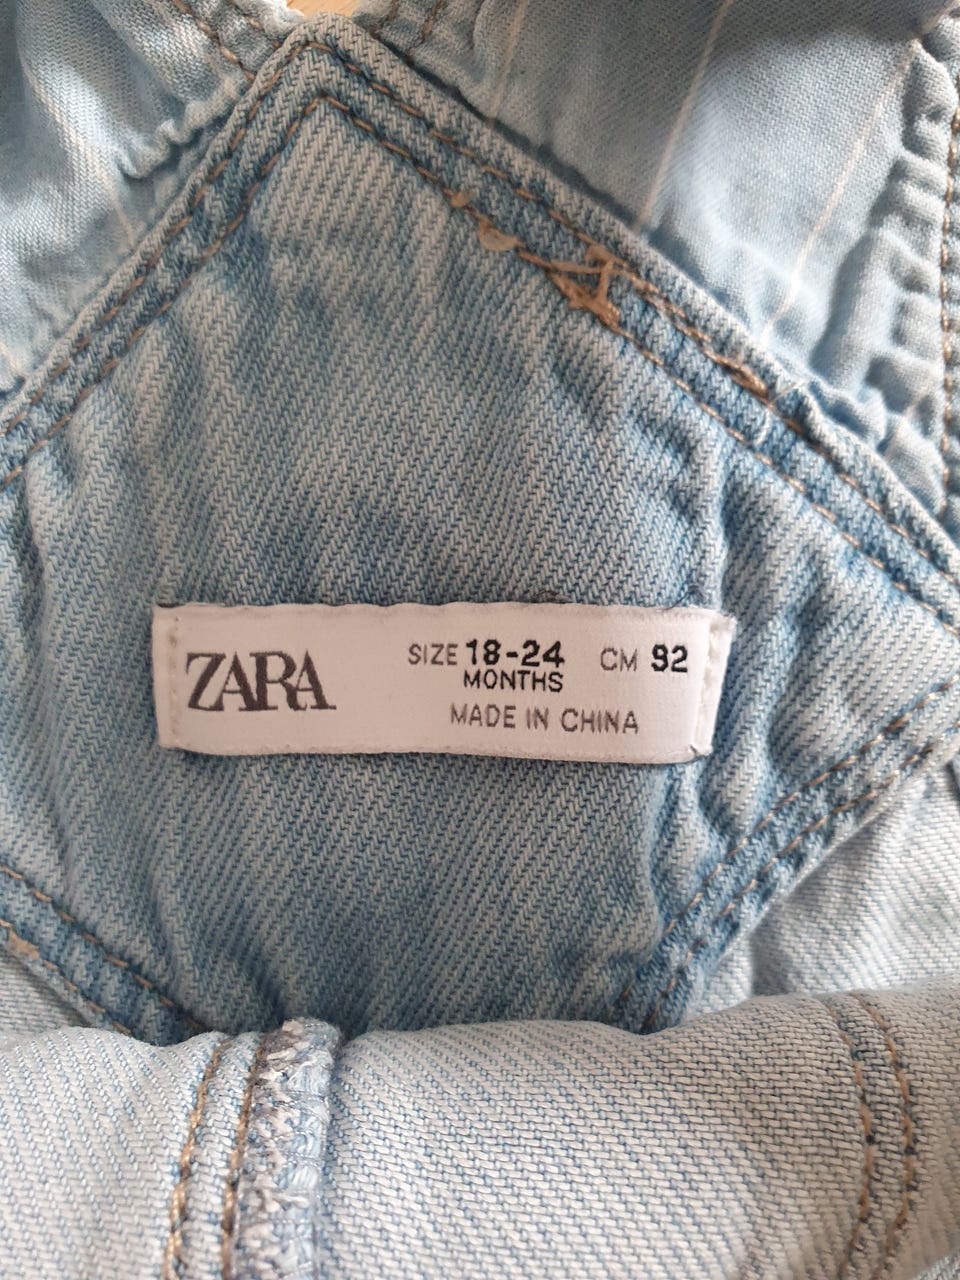 ZARA
SIZE 18-24 CM 92
MONTHS
MADE IN CHINA